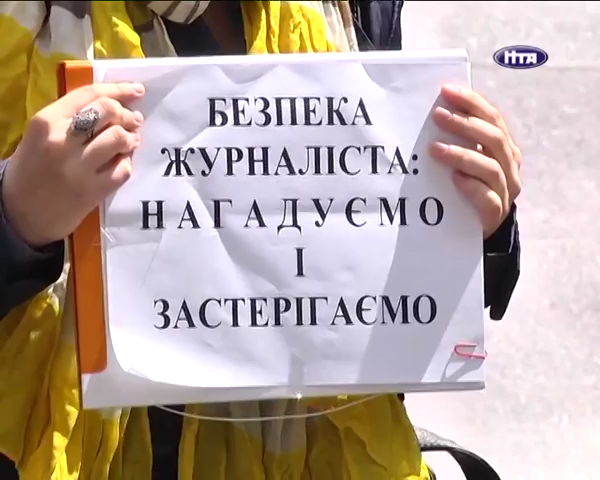 НТА
БЕЗПЕКА
ЖУРНАЛІСТА:
НАГАДУЄМО
І
ЗАСТЕРІГАЄМО